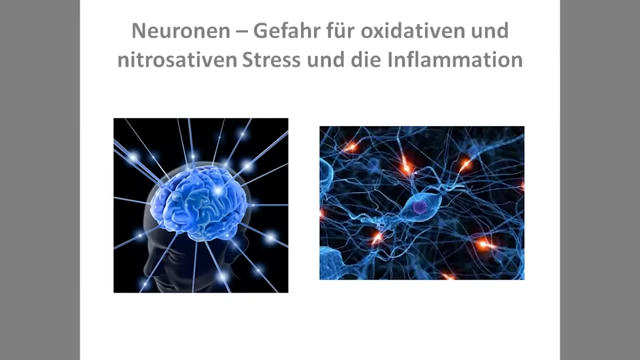 Neuronen – Gefahr für oxidativen und
nitrosativen Stress und die Inflammation